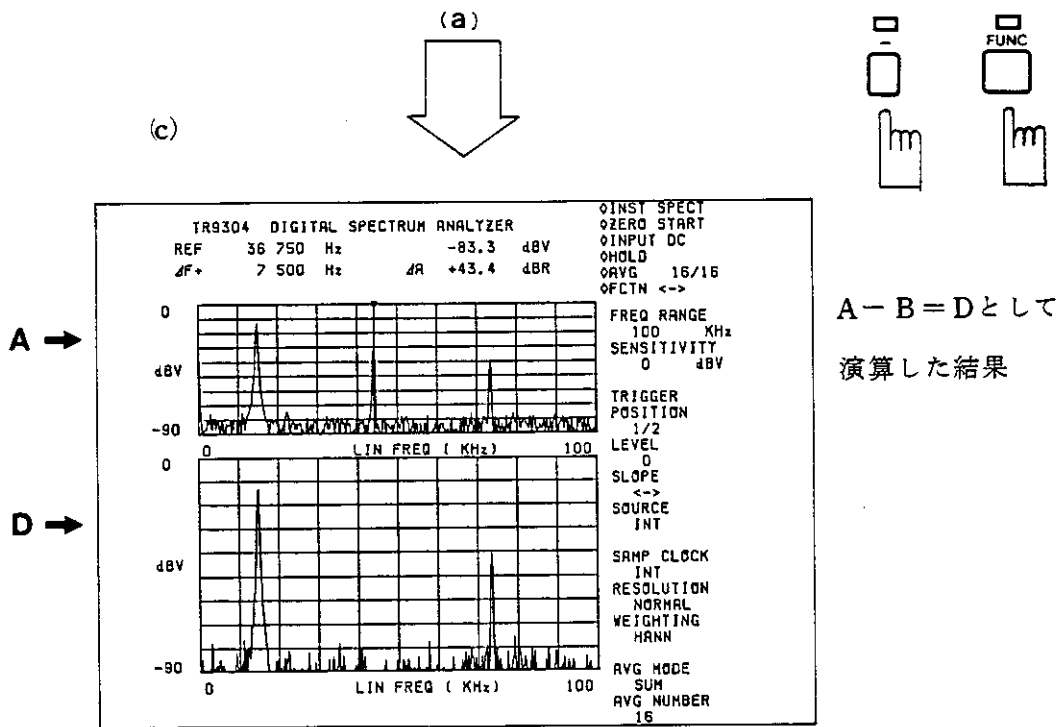 (a)
−
FUNC
(c)
TR9304 DIGITAL SPECTRUM ANALYZER
REF 36 750 Hz -83.3 dBV
ΔF+ 7 500 Hz ΔA +43.4 dBR
◊INST SPECT
◊ZERO START
◊INPUT DC
◊HOLD
◊AVG 16/16
◊FCTN <->
A →
0
dBV
-90
0 LIN FREQ ( KHz) 100
D →
0
dBV
-90
0 LIN FREQ ( KHz) 100
FREQ RANGE
100 KHz
SENSITIVITY
0 dBV
TRIGGER
POSITION
1/2
LEVEL
0
SLOPE
<->
SOURCE
INT
SAMP CLOCK
INT
RESOLUTION
NORMAL
WEIGHTING
HANN
AVG MODE
SUM
AVG NUMBER
16
A−B=Dとして
演算した結果